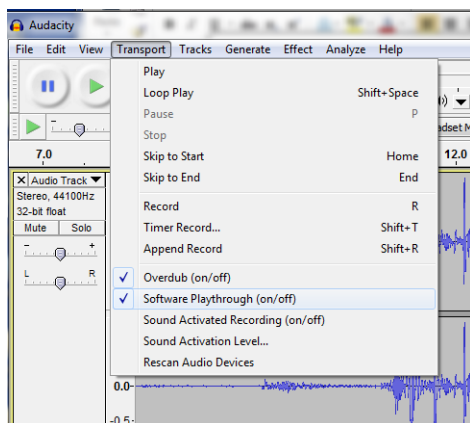 Audacity
File Edit View Transport Tracks Generate Effect Analyze Help
Play
Loop Play Shift+Space
Pause P
Stop
Skip to Start Home
Skip to End End
Record R
Timer Record... Shift+T
Append Record Shift+R
Overdub (on/off)
Software Playthrough (on/off)
Sound Activated Recording (on/off)
Sound Activation Level...
Rescan Audio Devices
7.0
12.0
Audio Track
Stereo, 44100Hz
32-bit float
Mute Solo
- +
L R
0.0-
-0.5-